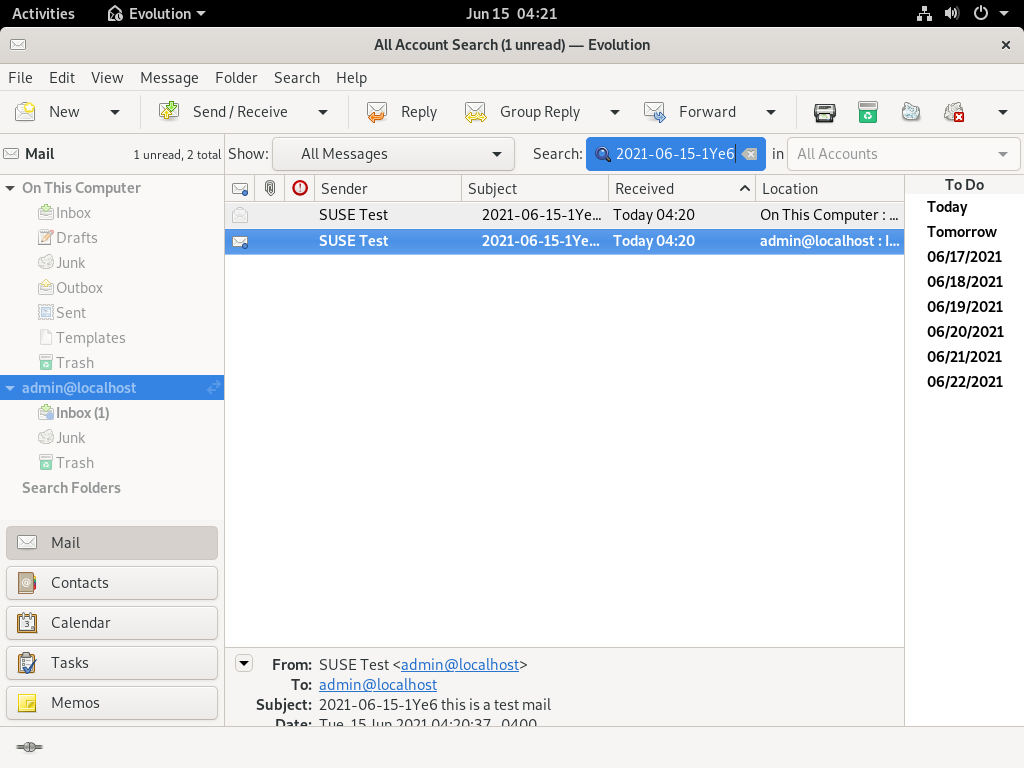 Activities Evolution Jun 15 04:21
All Account Search (1 unread) — Evolution
File Edit View Message Folder Search Help
New Send / Receive Reply Group Reply Forward
Mail 1 unread, 2 total Show: All Messages Search: 2021-06-15-1Ye6 in All Accounts
On This Computer
Inbox
Drafts
Junk
Outbox
Sent
Templates
Trash
admin@localhost
Inbox (1)
Junk
Trash
Search Folders
Mail
Contacts
Calendar
Tasks
Memos
Sender Subject Received Location
SUSE Test 2021-06-15-1Ye... Today 04:20 On This Computer : ...
SUSE Test 2021-06-15-1Ye... Today 04:20 admin@localhost : I...
From: SUSE Test <admin@localhost>
To: admin@localhost
Subject: 2021-06-15-1Ye6 this is a test mail
Date: Tue, 15 Jun 2021 04:20:37 -0400
To Do
Today
Tomorrow
06/17/2021
06/18/2021
06/19/2021
06/20/2021
06/21/2021
06/22/2021